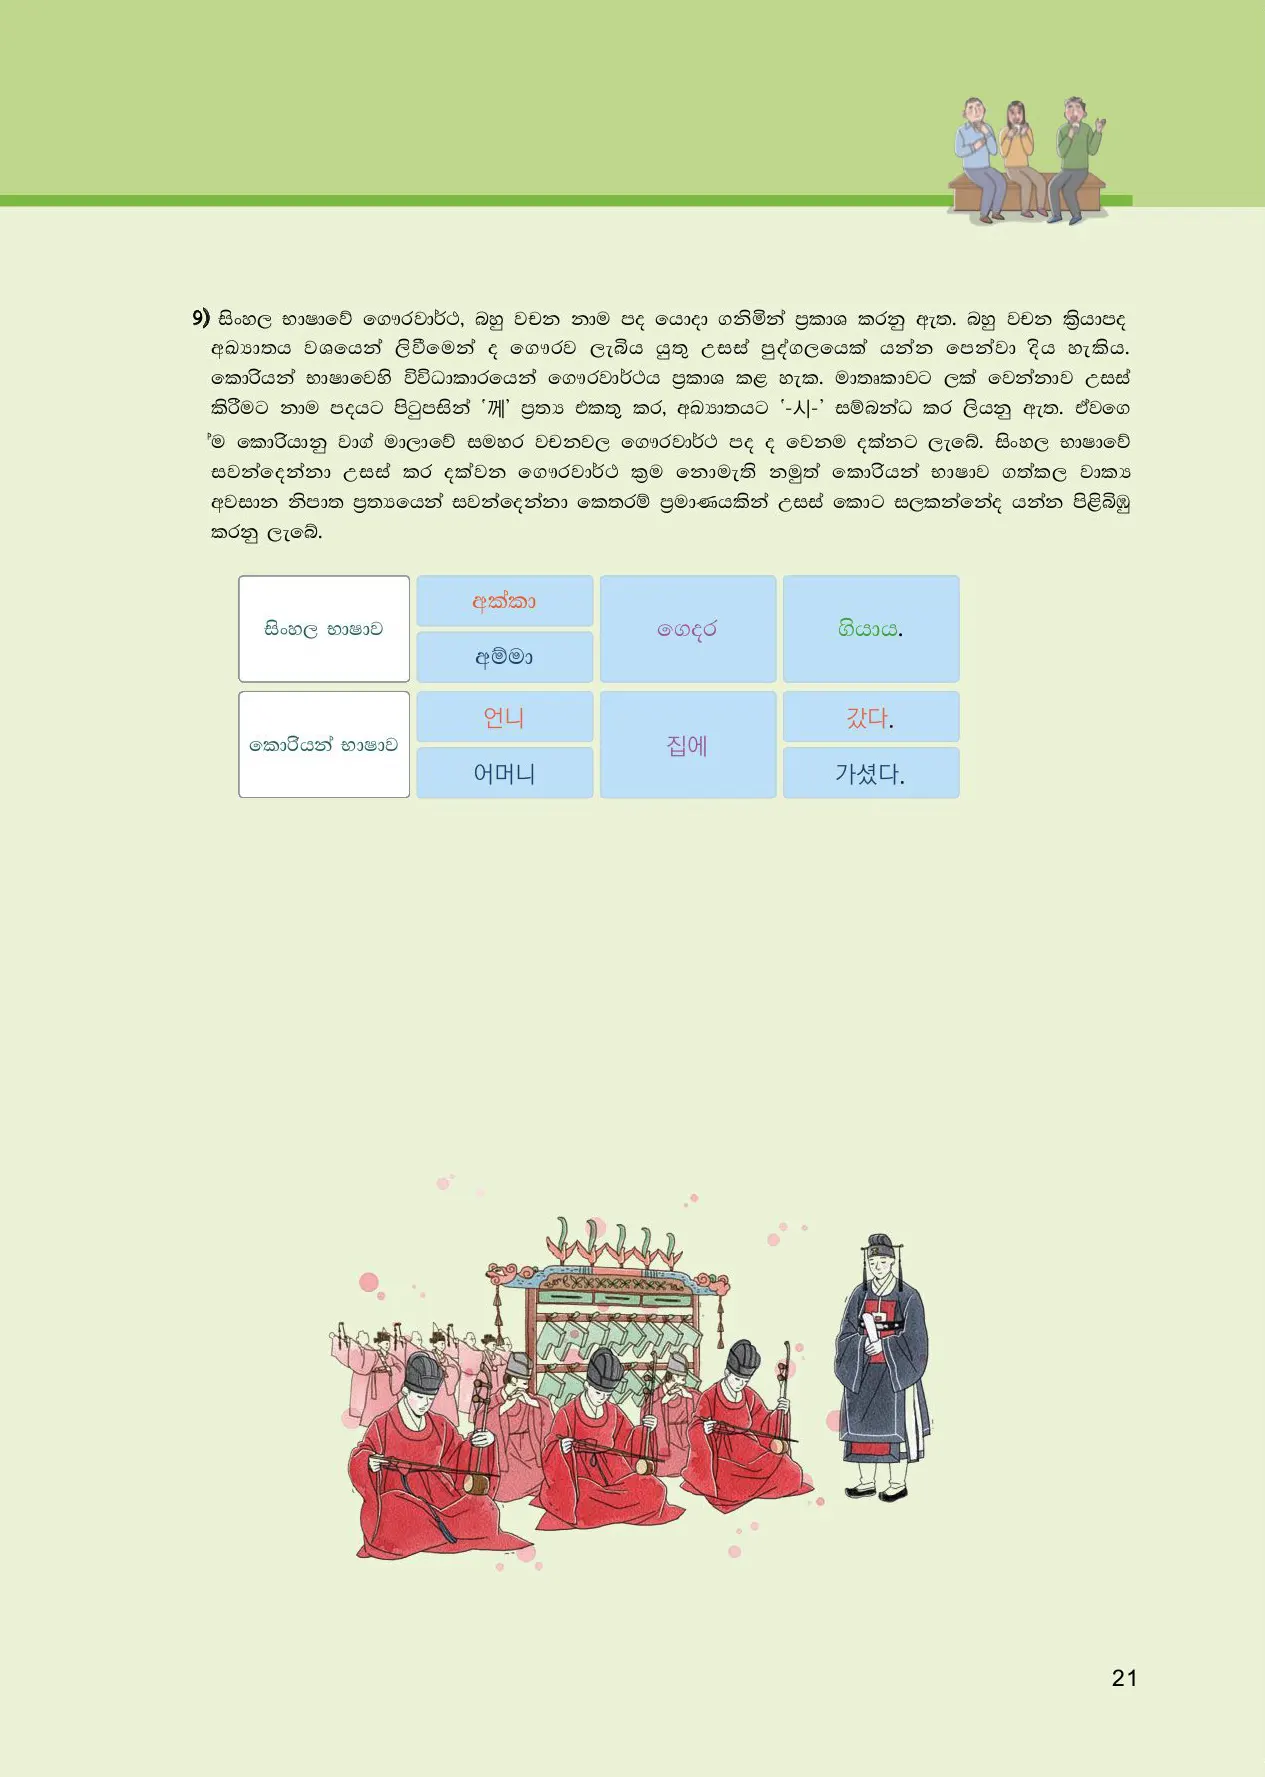 9) සිංහල භාෂාවේ ගෞරවාර්ථ, බහු වචන නාම පද යොදා ගනිමින් ප්‍රකාශ කරනු ඇත. බහු වචන ක්‍රියාපද
අඛ්‍යාතය වශයෙන් ලිවීමෙන් ද ගෞරව ලැබිය යුතු උසස් පුද්ගලයෙක් යන්න පෙන්වා දිය හැකිය.
කොරියන් භාෂාවෙහි විවිධාකාරයෙන් ගෞරවාර්ථය ප්‍රකාශ කළ හැක. මාතෘකාවට ලක් වෙන්නාව උසස්
කිරීමට නාම පදයට පිටුපසින් '께' ප්‍රත්‍ය එකතු කර, අඛ්‍යාතයට '-시-' සම්බන්ධ කර ලියනු ඇත. ඒවගෙ
්ම කොරියානු වාග් මාලාවේ සමහර වචනවල ගෞරවාර්ථ පද ද වෙනම දක්නට ලැබේ. සිංහල භාෂාවේ
සවන්දෙන්නා උසස් කර දක්වන ගෞරවාර්ථ ක්‍රම නොමැති නමුත් කොරියන් භාෂාව ගත්කල වාක්‍ය
අවසාන නිපාත ප්‍රත්‍යයෙන් සවන්දෙන්නා කෙතරම් ප්‍රමාණයකින් උසස් කොට සලකන්නේද යන්න පිළිබිඹු
කරනු ලැබේ.
සිංහල භාෂාව
අක්කා
අම්මා
ගෙදර
ගියාය.
කොරියන් භාෂාව
언니
어머니
집에
갔다.
가셨다.
21